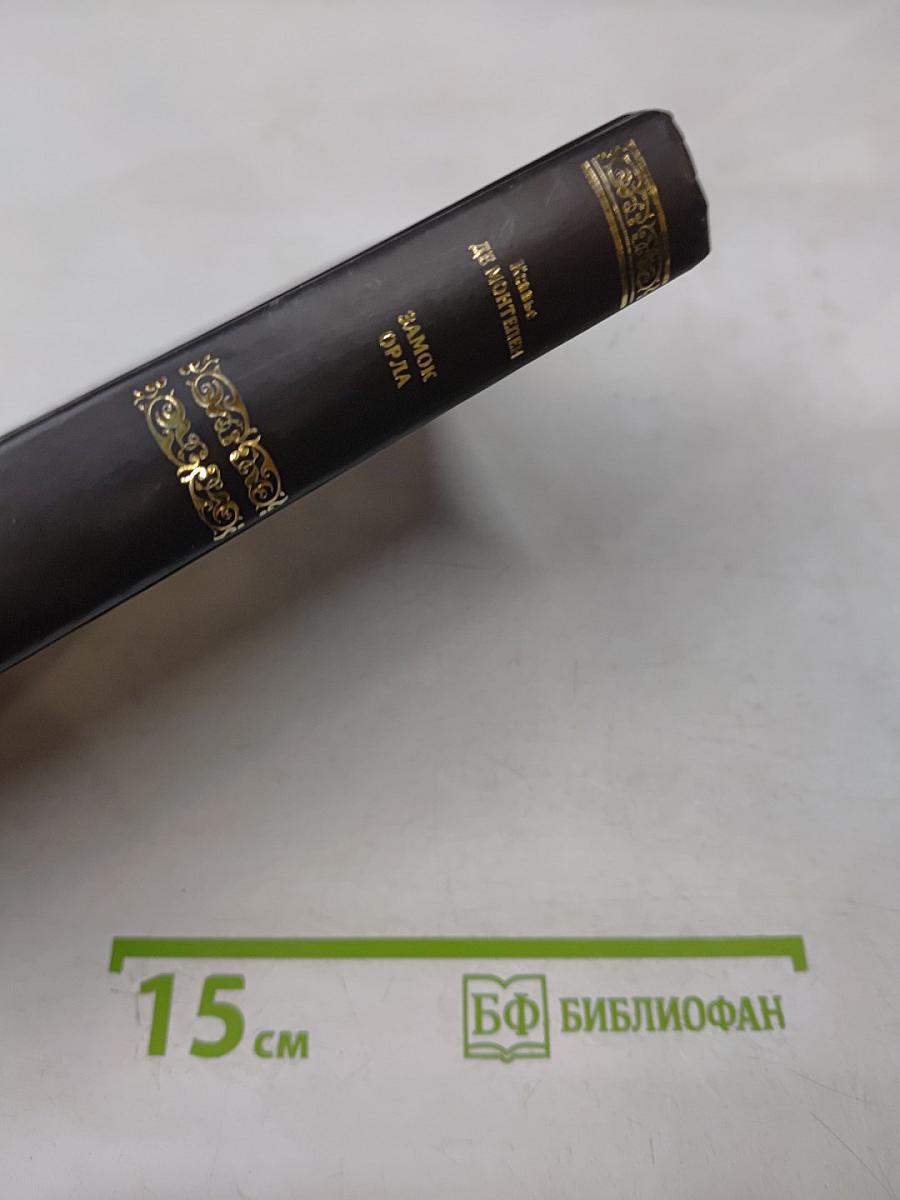 Ксавье
ДЕ МОНТЕПЕН
ЗАМОК
ОРЛА
15 см
БФ БИБЛИОФАН